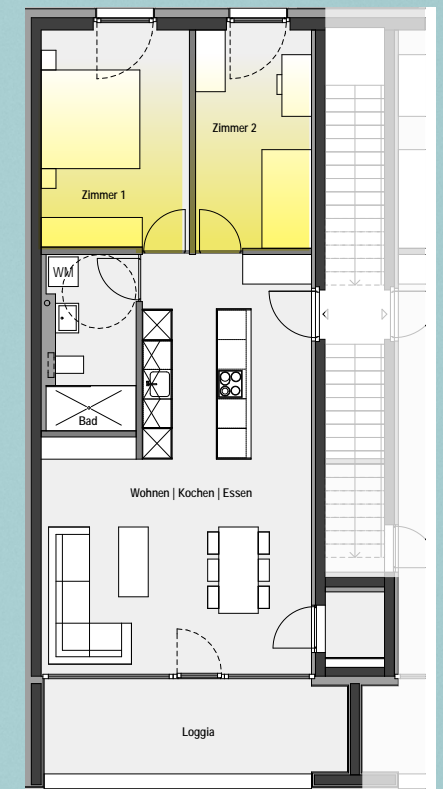 Zimmer 2
Zimmer 1
WM
Bad
Wohnen | Kochen | Essen
Loggia